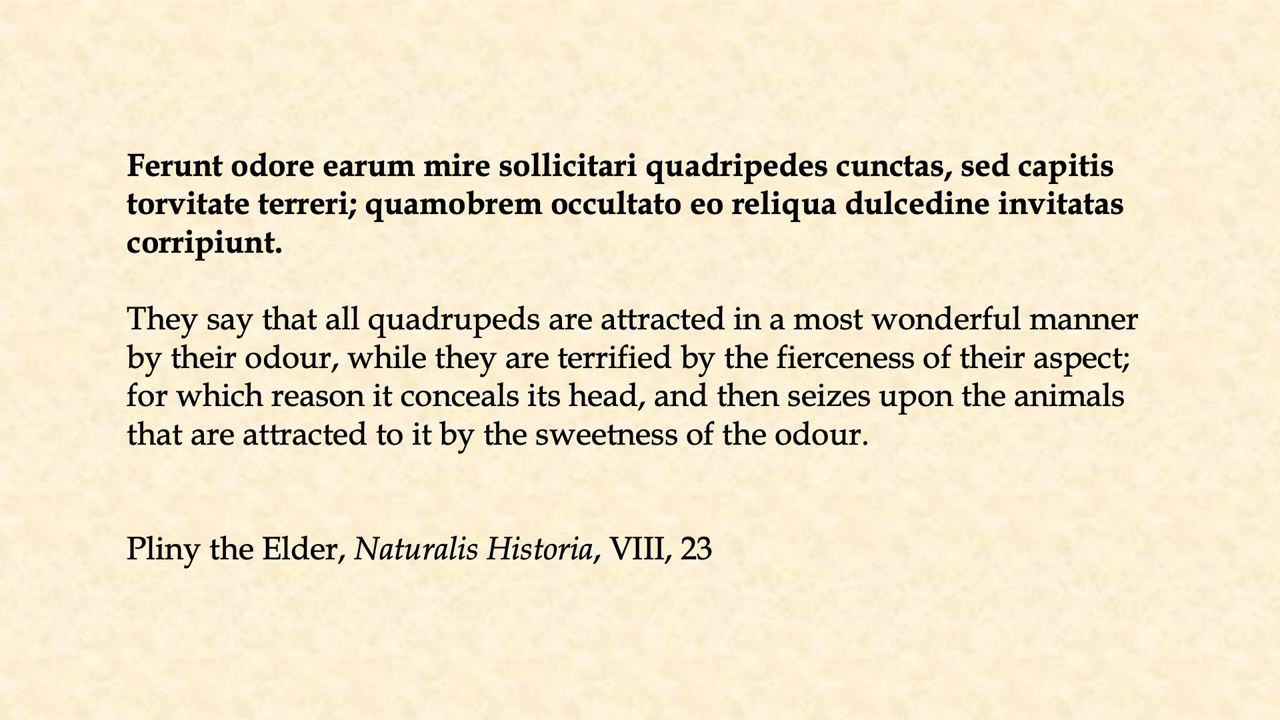 Ferunt odore earum mire sollicitari quadripedes cunctas, sed capitis
torvitate terreri; quamobrem occultato eo reliqua dulcedine invitatas
corripiunt.
They say that all quadrupeds are attracted in a most wonderful manner
by their odour, while they are terrified by the fierceness of their aspect;
for which reason it conceals its head, and then seizes upon the animals
that are attracted to it by the sweetness of the odour.
Pliny the Elder, Naturalis Historia, VIII, 23